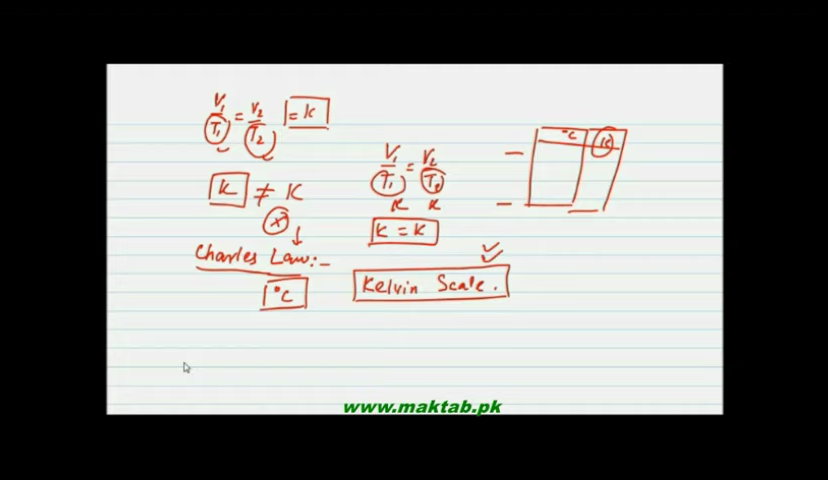 V₁/T₁ = V₂/T₂ = K
K ≠ K
Charles Law:-
°C
V₁/T₁ = V₂/T₂
K K
K = K
Kelvin Scale.
°C K
www.maktab.pk